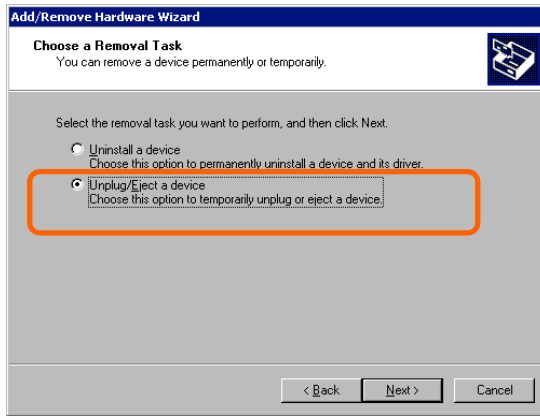 Add/Remove Hardware Wizard
Choose a Removal Task
You can remove a device permanently or temporarily.
Select the removal task you want to perform, and then click Next.
Uninstall a device
Choose this option to permanently uninstall a device and its driver.
Unplug/Eject a device
Choose this option to temporarily unplug or eject a device.
< Back
Next >
Cancel